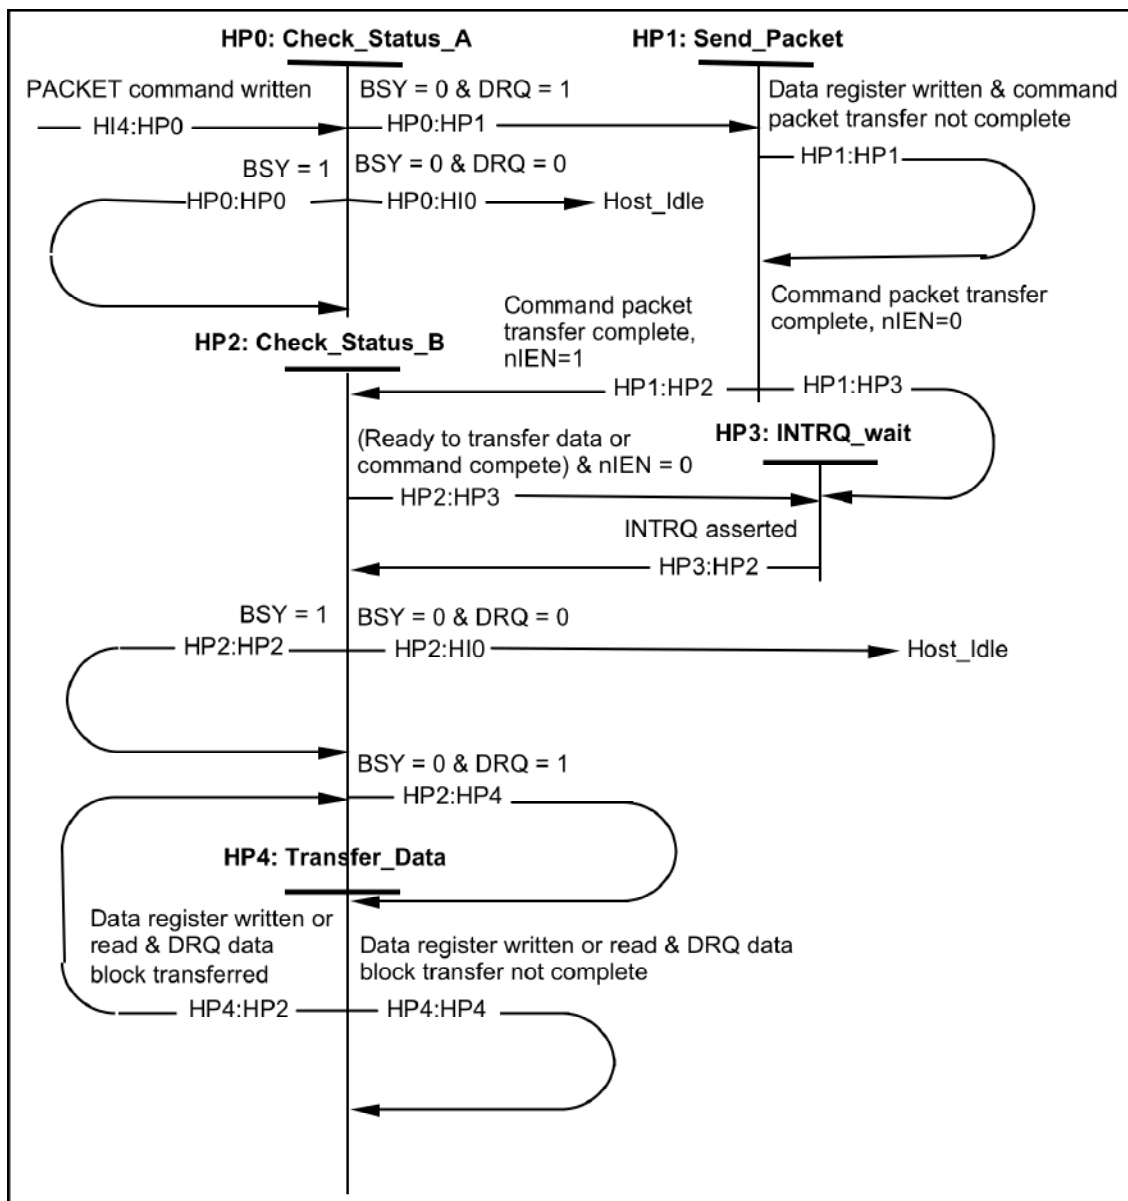 HP0: Check_Status_A
HP1: Send_Packet
PACKET command written
BSY = 0 & DRQ = 1
Data register written & command
packet transfer not complete
HI4:HP0
HP0:HP1
HP1:HP1
BSY = 1
BSY = 0 & DRQ = 0
HP0:HP0
HP0:HI0
Host_Idle
Command packet
transfer complete,
nIEN=1
Command packet transfer
complete, nIEN=0
HP2: Check_Status_B
HP1:HP2
HP1:HP3
HP3: INTRQ_wait
(Ready to transfer data or
command compete) & nIEN = 0
HP2:HP3
INTRQ asserted
HP3:HP2
BSY = 1
BSY = 0 & DRQ = 0
HP2:HP2
HP2:HI0
Host_Idle
BSY = 0 & DRQ = 1
HP2:HP4
HP4: Transfer_Data
Data register written or
read & DRQ data
block transferred
Data register written or read & DRQ data
block transfer not complete
HP4:HP2
HP4:HP4